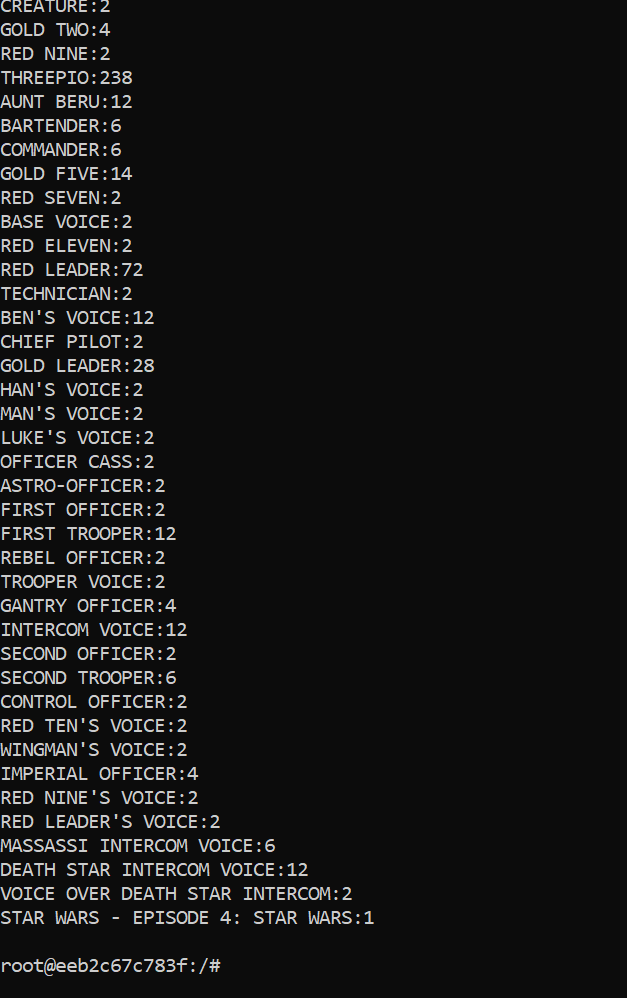 CREATURE:2
GOLD TWO:4
RED NINE:2
THREEPIO:238
AUNT BERU:12
BARTENDER:6
COMMANDER:6
GOLD FIVE:14
RED SEVEN:2
BASE VOICE:2
RED ELEVEN:2
RED LEADER:72
TECHNICIAN:2
BEN'S VOICE:12
CHIEF PILOT:2
GOLD LEADER:28
HAN'S VOICE:2
MAN'S VOICE:2
LUKE'S VOICE:2
OFFICER CASS:2
ASTRO-OFFICER:2
FIRST OFFICER:2
FIRST TROOPER:12
REBEL OFFICER:2
TROOPER VOICE:2
GANTRY OFFICER:4
INTERCOM VOICE:12
SECOND OFFICER:2
SECOND TROOPER:6
CONTROL OFFICER:2
RED TEN'S VOICE:2
WINGMAN'S VOICE:2
IMPERIAL OFFICER:4
RED NINE'S VOICE:2
RED LEADER'S VOICE:2
MASSASSI INTERCOM VOICE:6
DEATH STAR INTERCOM VOICE:12
VOICE OVER DEATH STAR INTERCOM:2
STAR WARS - EPISODE 4: STAR WARS:1
root@eeb2c67c783f:/#